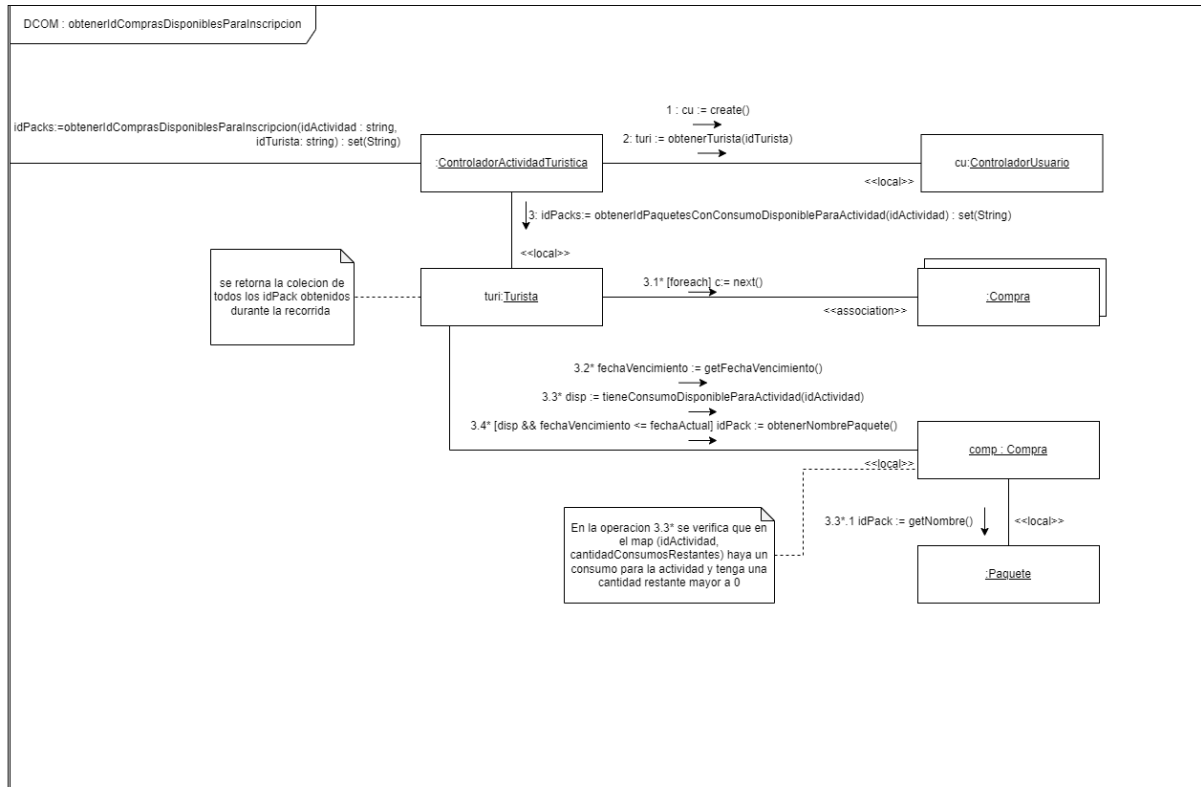 DCOM : obtenerIdComprasDisponiblesParaInscripcion
idPacks:=obtenerIdComprasDisponiblesParaInscripcion(idActividad : string,
idTurista: string) : set(String)
1 : cu := create()
2: turi := obtenerTurista(idTurista)
:ControladorActividadTuristica
cu:ControladorUsuario
<<local>>
3: idPacks:= obtenerIdPaquetesConConsumoDisponibleParaActividad(idActividad) : set(String)
<<local>>
se retorna la colecion de
todos los idPack obtenidos
durante la recorrida
turi:Turista
3.1* [foreach] c:= next()
:Compra
<<association>>
3.2* fechaVencimiento := getFechaVencimiento()
3.3* disp := tieneConsumoDisponibleParaActividad(idActividad)
3.4* [disp && fechaVencimiento <= fechaActual] idPack := obtenerNombrePaquete()
comp : Compra
<<local>>
En la operacion 3.3* se verifica que en
el map (idActividad,
cantidadConsumosRestantes) haya un
consumo para la actividad y tenga una
cantidad restante mayor a 0
3.3*.1 idPack := getNombre()
<<local>>
:Paquete